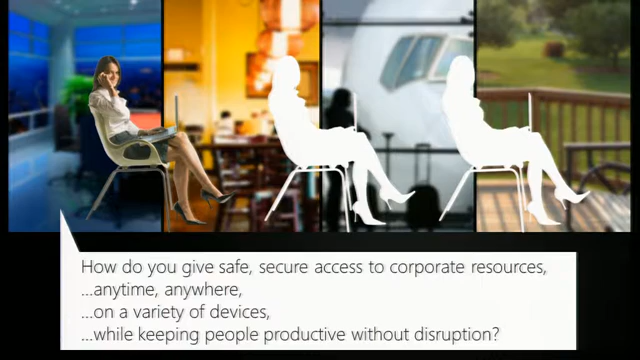 How do you give safe, secure access to corporate resources,
...anytime, anywhere,
...on a variety of devices,
...while keeping people productive without disruption?